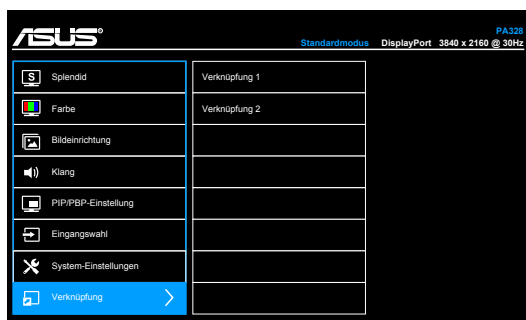 ASUS
PA328
Standardmodus DisplayPort 3840 x 2160 @ 30Hz
S Splendid
Farbe
Bildeinrichtung
Klang
PIP/PBP-Einstellung
Eingangswahl
System-Einstellungen
Verknüpfung
Verknüpfung 1
Verknüpfung 2